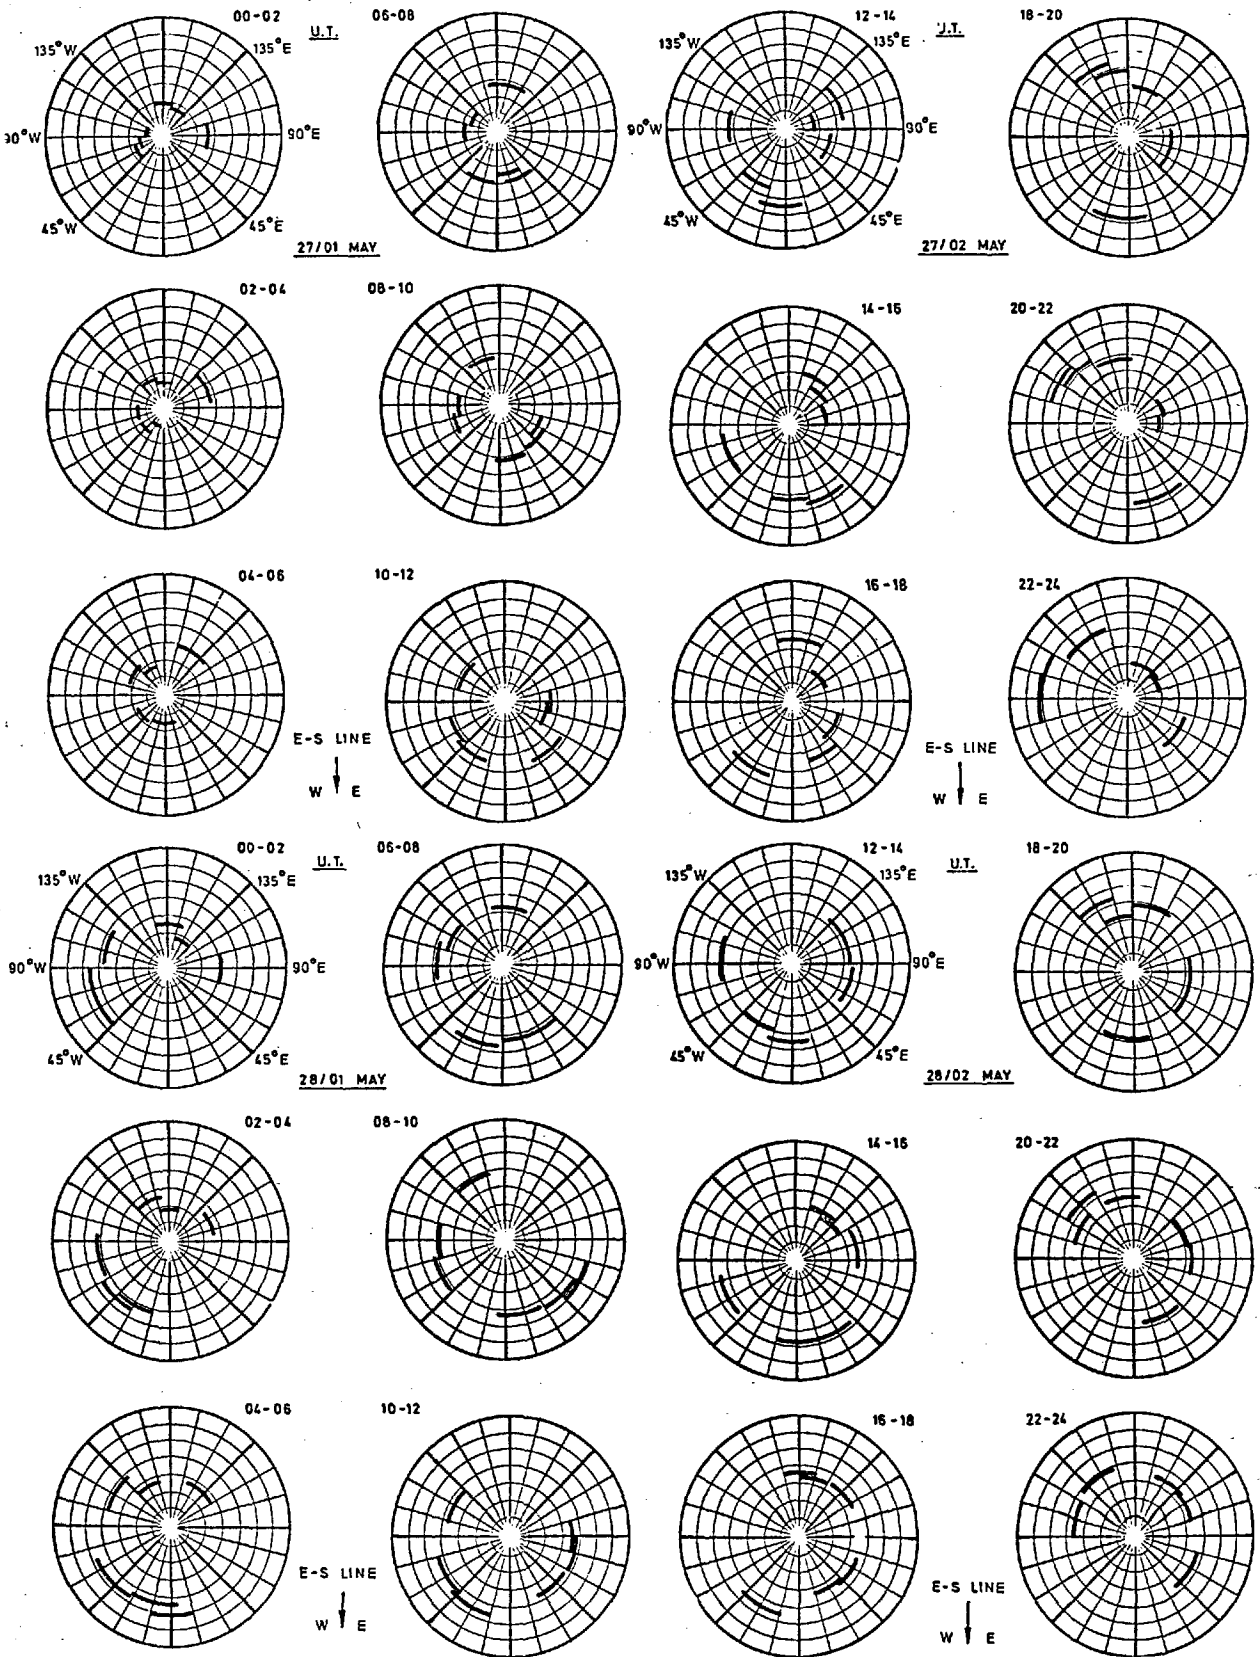 00-02 U.T. 06-08 12-14 U.T. 18-20
135°W 135°E 135°W 135°E
90°W 90°E 90°W 90°E
45°W 45°E 45°W 45°E
27/01 MAY 27/02 MAY
02-04 08-10 14-16 20-22
04-06 10-12 16-18 22-24
E-S LINE E-S LINE
W E W E
00-02 U.T. 06-08 12-14 U.T. 18-20
135°W 135°E 135°W 135°E
90°W 90°E 90°W 90°E
45°W 45°E 45°W 45°E
28/01 MAY 28/02 MAY
02-04 08-10 14-16 20-22
04-06 10-12 16-18 22-24
E-S LINE E-S LINE
W E W E